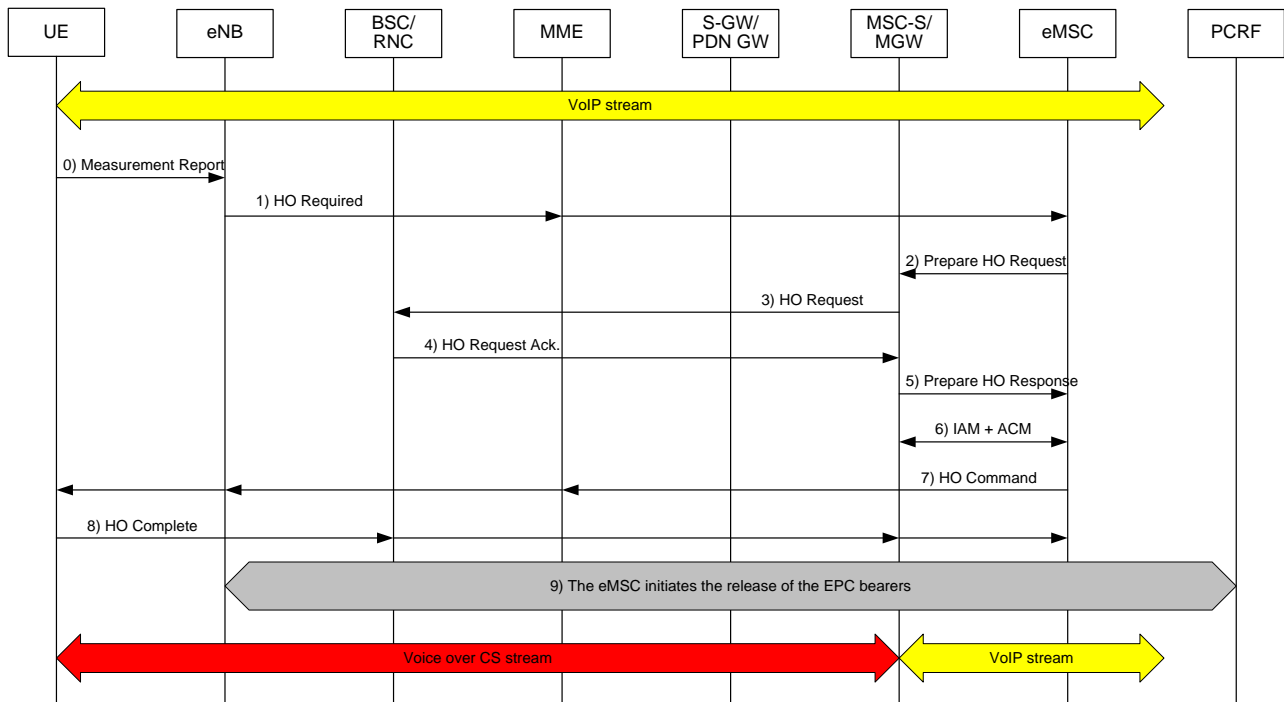 UE
eNB
BSC/
RNC
MME
S-GW/
PDN GW
MSC-S/
MGW
eMSC
PCRF
VoIP stream
0) Measurement Report
1) HO Required
2) Prepare HO Request
3) HO Request
4) HO Request Ack.
5) Prepare HO Response
6) IAM + ACM
7) HO Command
8) HO Complete
9) The eMSC initiates the release of the EPC bearers
Voice over CS stream
VoIP stream